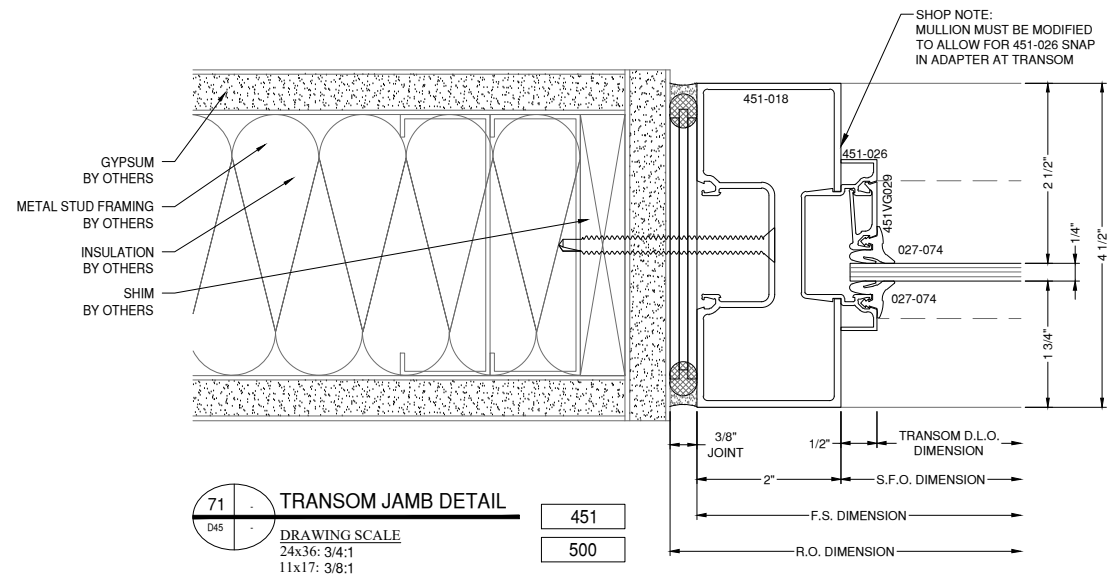 SHOP NOTE:
MULLION MUST BE MODIFIED
TO ALLOW FOR 451-026 SNAP
IN ADAPTER AT TRANSOM
451-018
451-026
451VG029
027-074
027-074
2 1/2"
1/4"
4 1/2"
1 3/4"
GYPSUM
BY OTHERS
METAL STUD FRAMING
BY OTHERS
INSULATION
BY OTHERS
SHIM
BY OTHERS
3/8"
JOINT
1/2"
TRANSOM D.L.O.
DIMENSION
2"
S.F.O. DIMENSION
F.S. DIMENSION
R.O. DIMENSION
71 -
D45 -
TRANSOM JAMB DETAIL
DRAWING SCALE
24x36: 3/4:1
11x17: 3/8:1
451
500